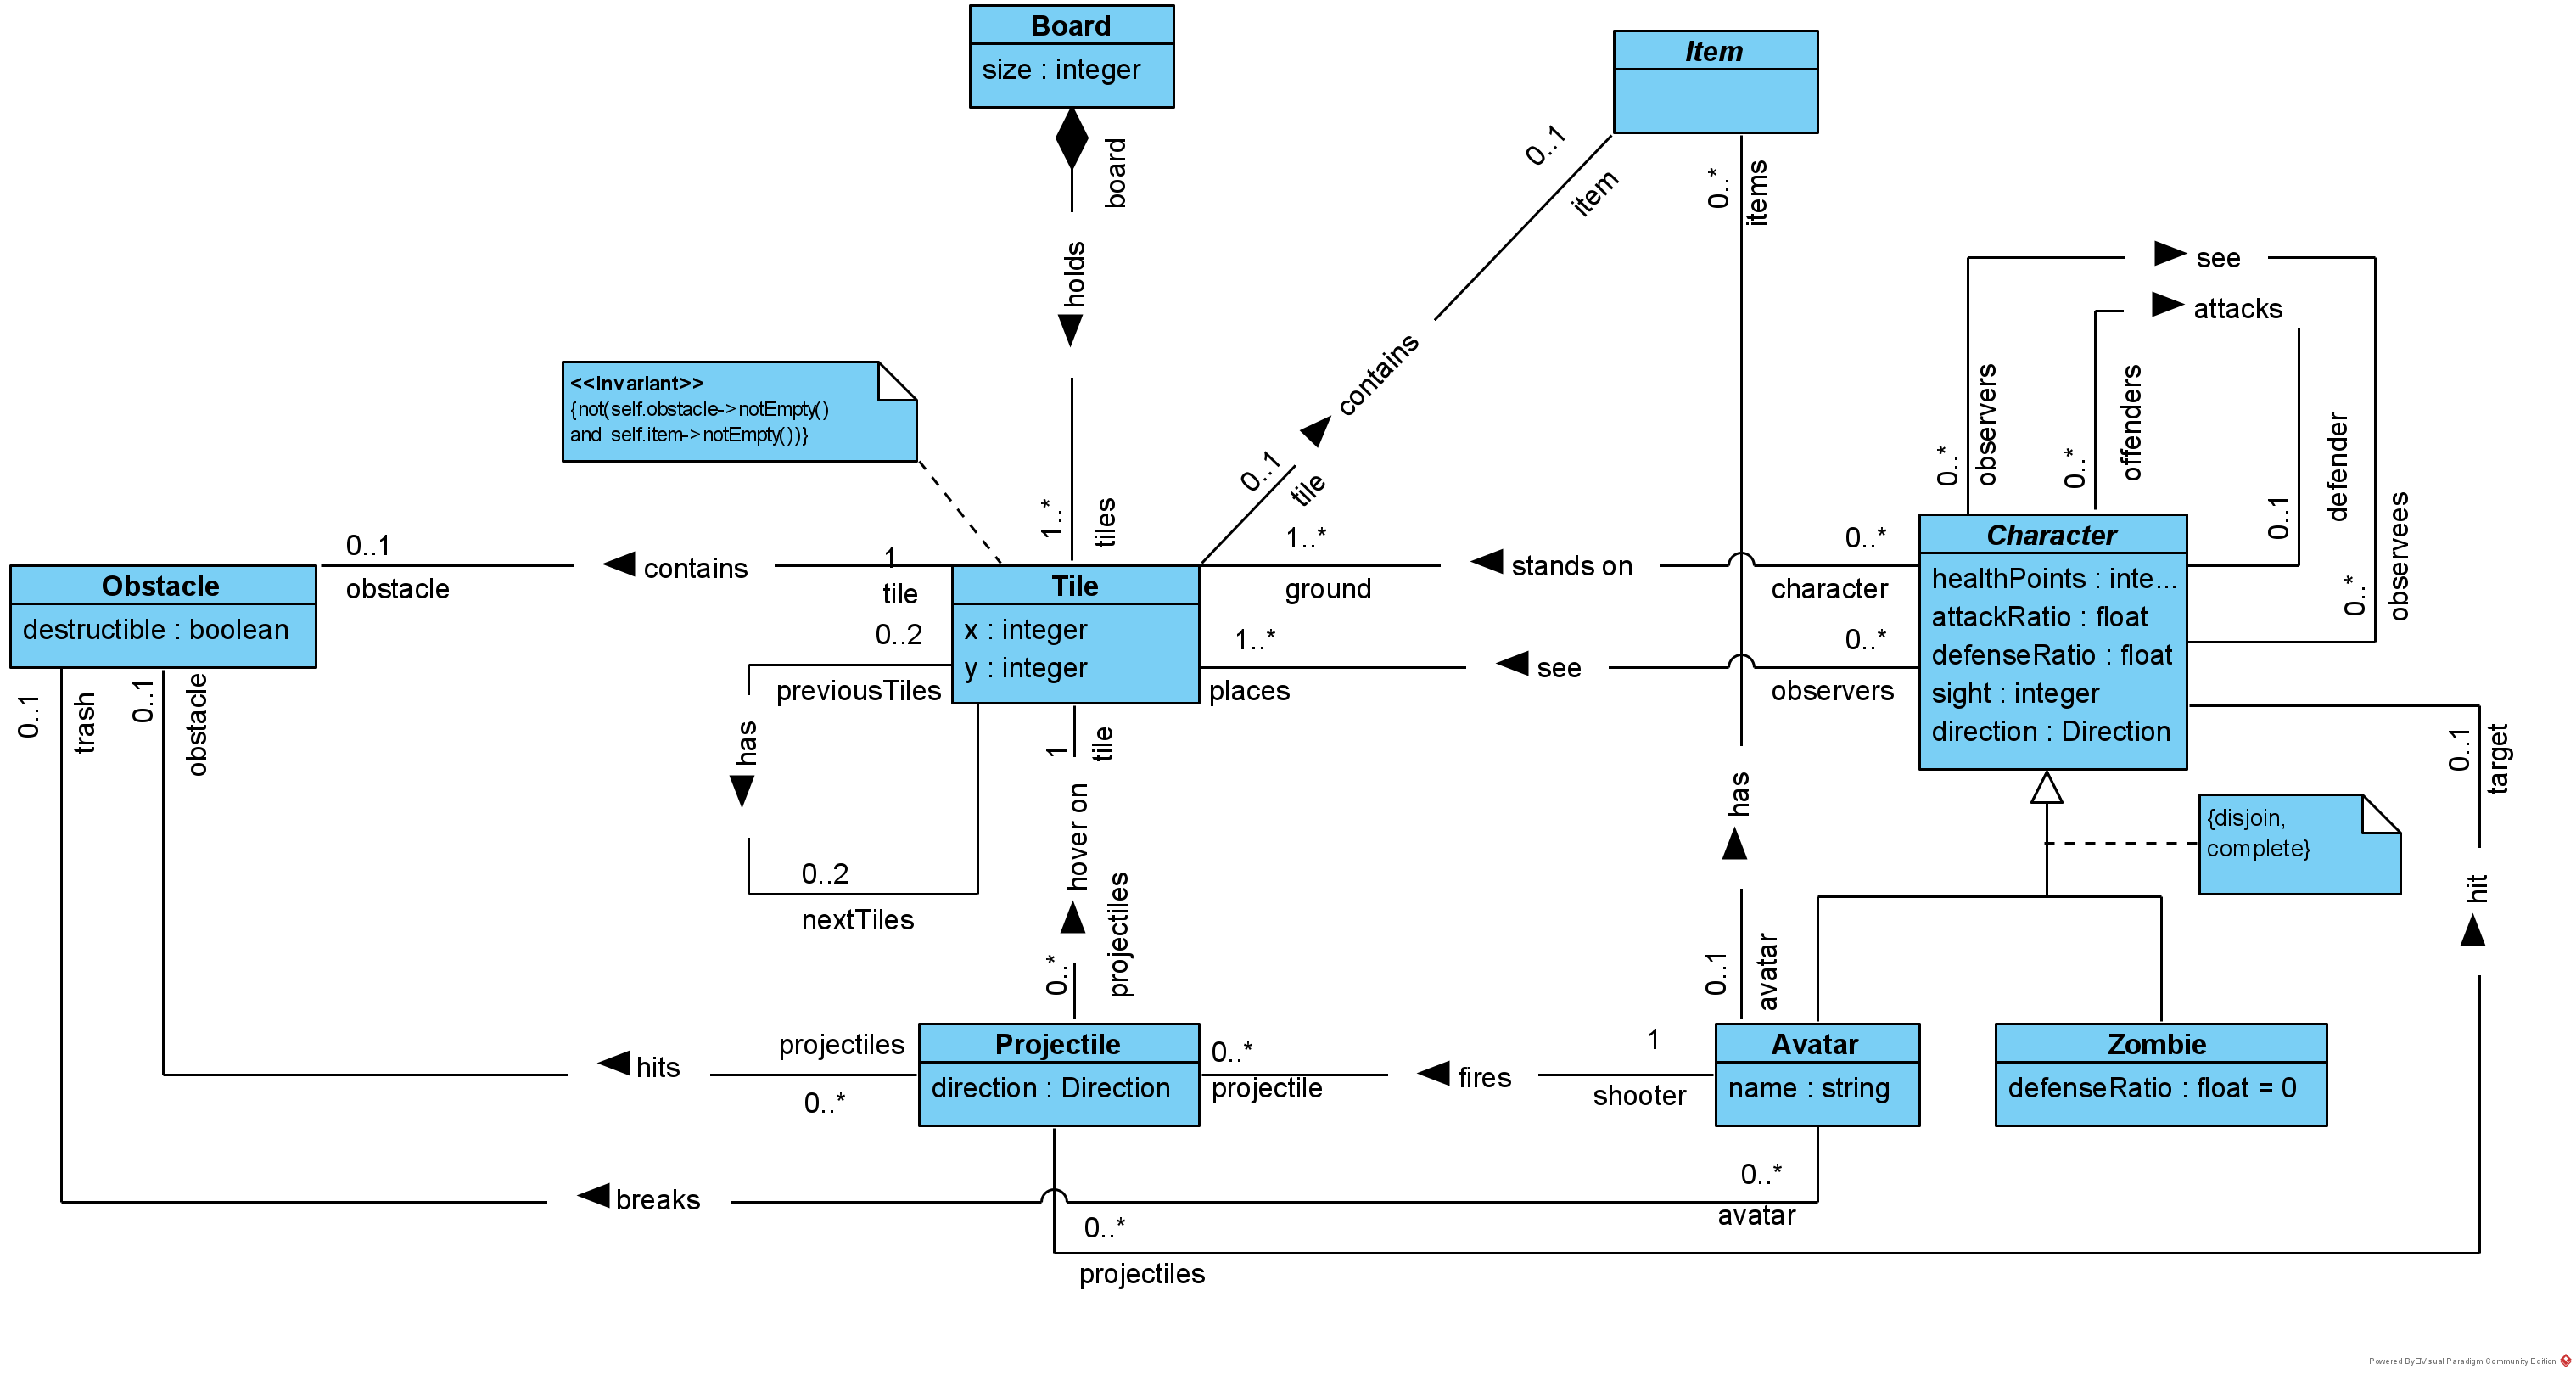 Board
size : integer
board
holds
1..*
tiles
Item
0..1
item
0..*
items
contains
0..1
tile
see
attacks
observers
0..*
offenders
0..*
defender
0..1
observees
0..*
<<invariant>>
{not(self.obstacle->notEmpty()
and self.item->notEmpty())}
Obstacle
destructible : boolean
0..1
obstacle
contains
1
tile
Tile
x : integer
y : integer
1..*
ground
stands on
0..*
character
1..*
places
see
0..*
observers
Character
healthPoints : inte...
attackRatio : float
defenseRatio : float
sight : integer
direction : Direction
0..2
previousTiles
has
0..2
nextTiles
0..1
trash
0..1
obstacle
1
tile
hover on
0..*
projectiles
has
0..1
avatar
{disjoin,
complete}
0..1
target
hit
Projectile
direction : Direction
projectiles
0..*
hits
0..*
projectile
fires
1
shooter
Avatar
name : string
Zombie
defenseRatio : float = 0
breaks
0..*
avatar
0..*
projectiles
Powered By□Visual Paradigm Community Edition